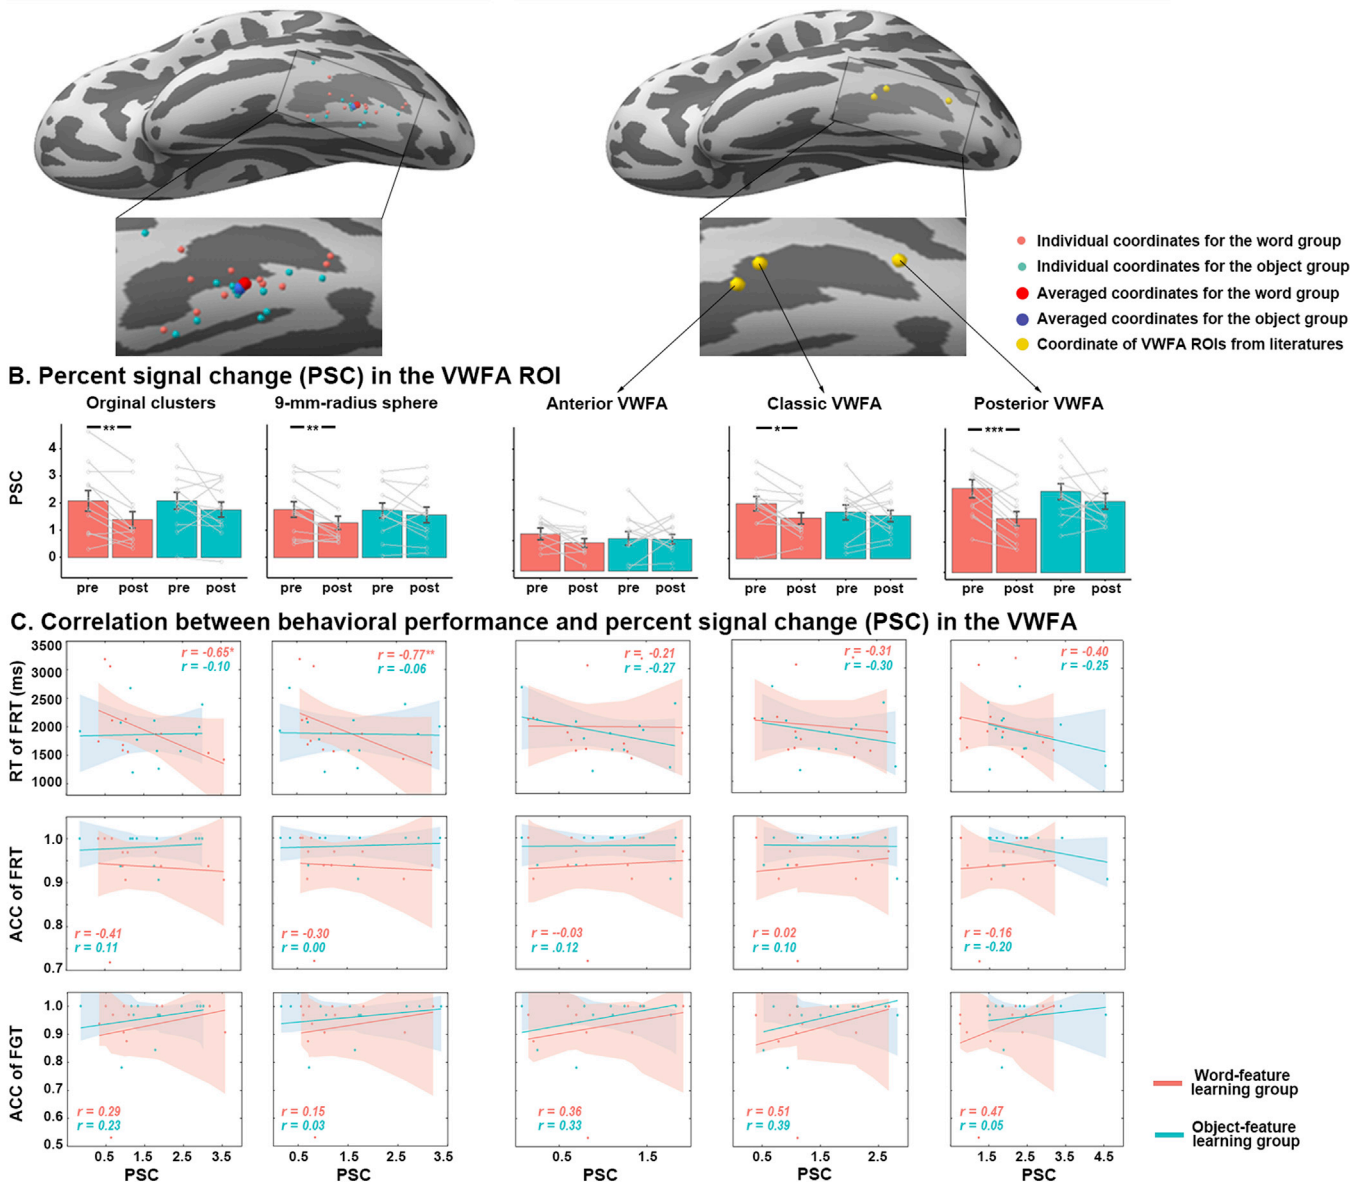 Individual coordinates for the word group
Individual coordinates for the object group
Averaged coordinates for the word group
Averaged coordinates for the object group
Coordinate of VWFA ROIs from literatures
B. Percent signal change (PSC) in the VWFA ROI
Orginal clusters
9-mm-radius sphere
Anterior VWFA
Classic VWFA
Posterior VWFA
PSC
4
3
2
1
0
**
**
*
***
pre post pre post
pre post pre post
pre post pre post
pre post pre post
pre post pre post
C. Correlation between behavioral performance and percent signal change (PSC) in the VWFA
RT of FRT (ms)
3500
3000
2500
2000
1500
1000
r = -0.65*
r = -0.10
r = -0.77**
r = -0.06
r = -0.21
r = .-0.27
r = -0.31
r = -0.30
r = -0.40
r = -0.25
ACC of FRT
1.0
0.9
0.8
0.7
r = -0.41
r = 0.11
r = -0.30
r = 0.00
r = --0.03
r = .0.12
r = 0.02
r = 0.10
r = -0.16
r = -0.20
ACC of FGT
1.0
0.9
0.8
0.7
0.6
0.5
r = 0.29
r = 0.23
r = 0.15
r = 0.03
r = 0.36
r = 0.33
r = 0.51
r = 0.39
r = 0.47
r = 0.05
0.5 1.5 2.5 3.5
0.5 1.5 2.5 3.5
0.5 1.5
0.5 1.5 2.5
1.5 2.5 3.5 4.5
PSC
PSC
PSC
PSC
PSC
Word-feature
learning group
Object-feature
learning group